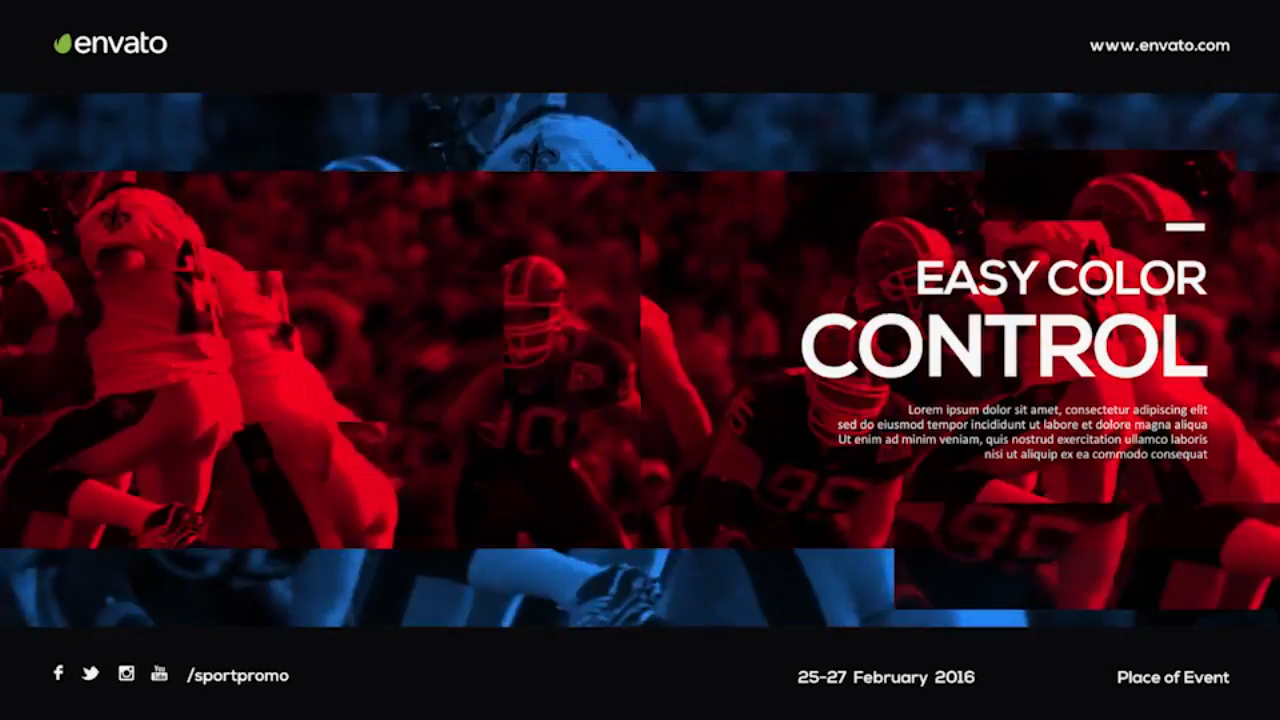 envato
www.envato.com
EASY COLOR
CONTROL
Lorem ipsum dolor sit amet, consectetur adipiscing elit
sed do eiusmod tempor incididunt ut labore et dolore magna aliqua
Ut enim ad minim veniam, quis nostrud exercitation ullamco laboris
nisi ut aliquip ex ea commodo consequat
You
/sportpromo
25-27 February 2016
Place of Event